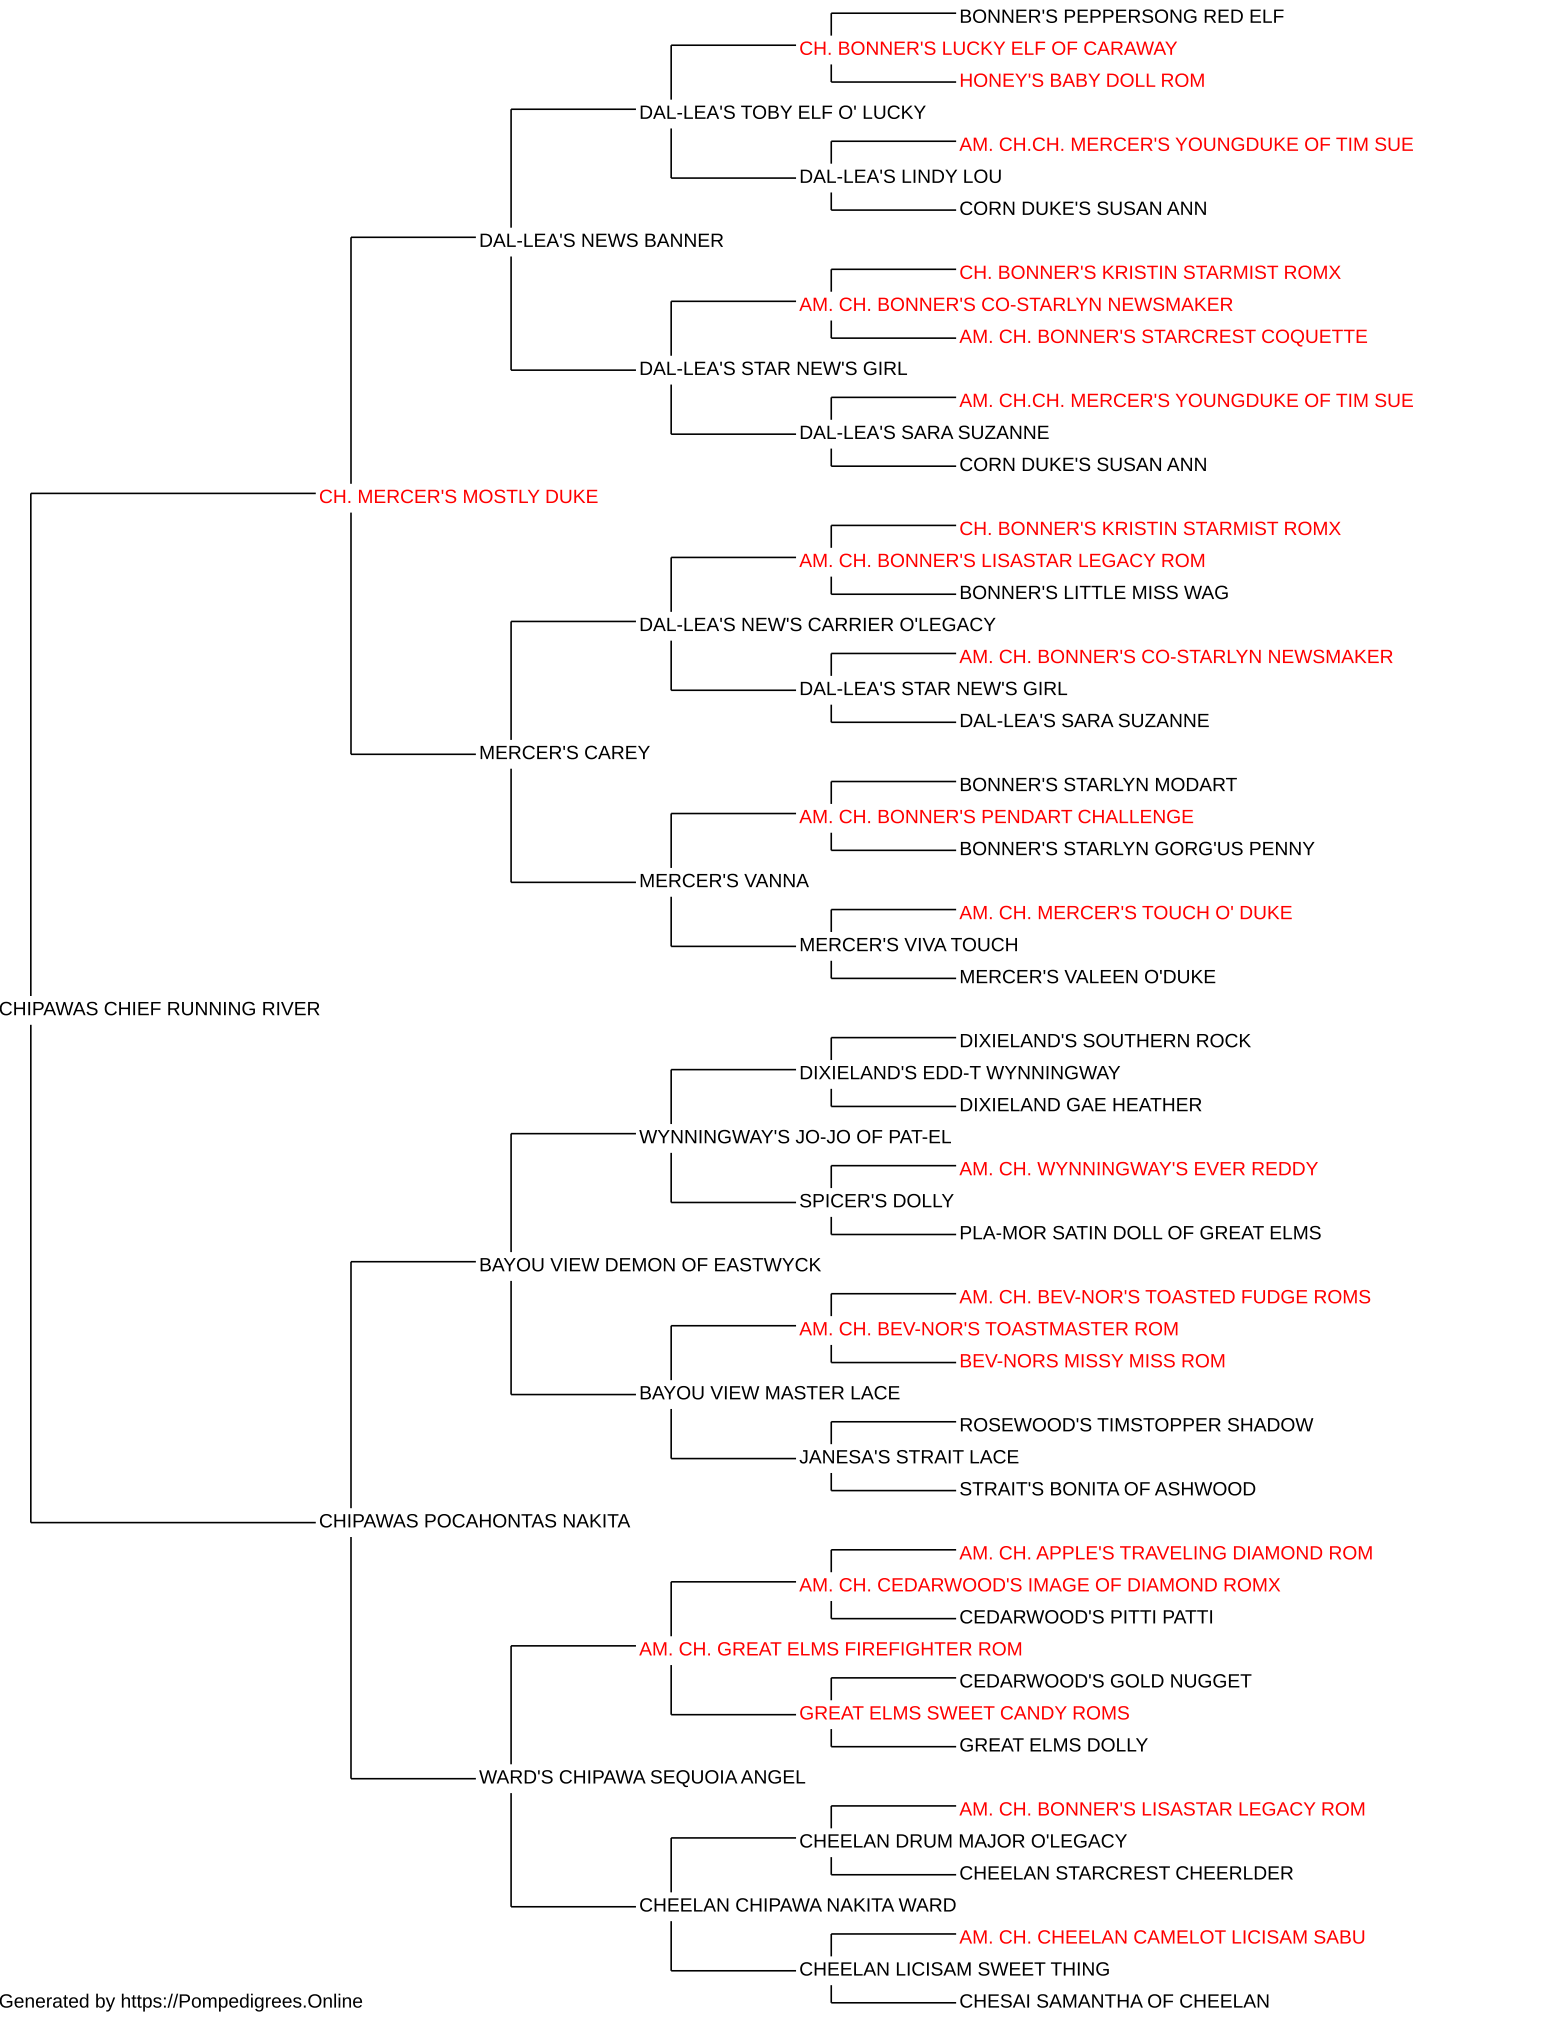 BONNER'S PEPPERSONG RED ELF
CH. BONNER'S LUCKY ELF OF CARAWAY
HONEY'S BABY DOLL ROM
DAL-LEA'S TOBY ELF O' LUCKY
AM. CH.CH. MERCER'S YOUNGDUKE OF TIM SUE
DAL-LEA'S LINDY LOU
CORN DUKE'S SUSAN ANN
DAL-LEA'S NEWS BANNER
CH. BONNER'S KRISTIN STARMIST ROMX
AM. CH. BONNER'S CO-STARLYN NEWSMAKER
AM. CH. BONNER'S STARCREST COQUETTE
DAL-LEA'S STAR NEW'S GIRL
AM. CH.CH. MERCER'S YOUNGDUKE OF TIM SUE
DAL-LEA'S SARA SUZANNE
CORN DUKE'S SUSAN ANN
CH. MERCER'S MOSTLY DUKE
CH. BONNER'S KRISTIN STARMIST ROMX
AM. CH. BONNER'S LISASTAR LEGACY ROM
BONNER'S LITTLE MISS WAG
DAL-LEA'S NEW'S CARRIER O'LEGACY
AM. CH. BONNER'S CO-STARLYN NEWSMAKER
DAL-LEA'S STAR NEW'S GIRL
DAL-LEA'S SARA SUZANNE
MERCER'S CAREY
BONNER'S STARLYN MODART
AM. CH. BONNER'S PENDART CHALLENGE
BONNER'S STARLYN GORG'US PENNY
MERCER'S VANNA
AM. CH. MERCER'S TOUCH O' DUKE
MERCER'S VIVA TOUCH
MERCER'S VALEEN O'DUKE
CHIPAWAS CHIEF RUNNING RIVER
DIXIELAND'S SOUTHERN ROCK
DIXIELAND'S EDD-T WYNNINGWAY
DIXIELAND GAE HEATHER
WYNNINGWAY'S JO-JO OF PAT-EL
AM. CH. WYNNINGWAY'S EVER REDDY
SPICER'S DOLLY
PLA-MOR SATIN DOLL OF GREAT ELMS
BAYOU VIEW DEMON OF EASTWYCK
AM. CH. BEV-NOR'S TOASTED FUDGE ROMS
AM. CH. BEV-NOR'S TOASTMASTER ROM
BEV-NORS MISSY MISS ROM
BAYOU VIEW MASTER LACE
ROSEWOOD'S TIMSTOPPER SHADOW
JANESA'S STRAIT LACE
STRAIT'S BONITA OF ASHWOOD
CHIPAWAS POCAHONTAS NAKITA
AM. CH. APPLE'S TRAVELING DIAMOND ROM
AM. CH. CEDARWOOD'S IMAGE OF DIAMOND ROMX
CEDARWOOD'S PITTI PATTI
AM. CH. GREAT ELMS FIREFIGHTER ROM
CEDARWOOD'S GOLD NUGGET
GREAT ELMS SWEET CANDY ROMS
GREAT ELMS DOLLY
WARD'S CHIPAWA SEQUOIA ANGEL
AM. CH. BONNER'S LISASTAR LEGACY ROM
CHEELAN DRUM MAJOR O'LEGACY
CHEELAN STARCREST CHEERLDER
CHEELAN CHIPAWA NAKITA WARD
AM. CH. CHEELAN CAMELOT LICISAM SABU
CHEELAN LICISAM SWEET THING
CHESAI SAMANTHA OF CHEELAN
Generated by https://Pompedigrees.Online